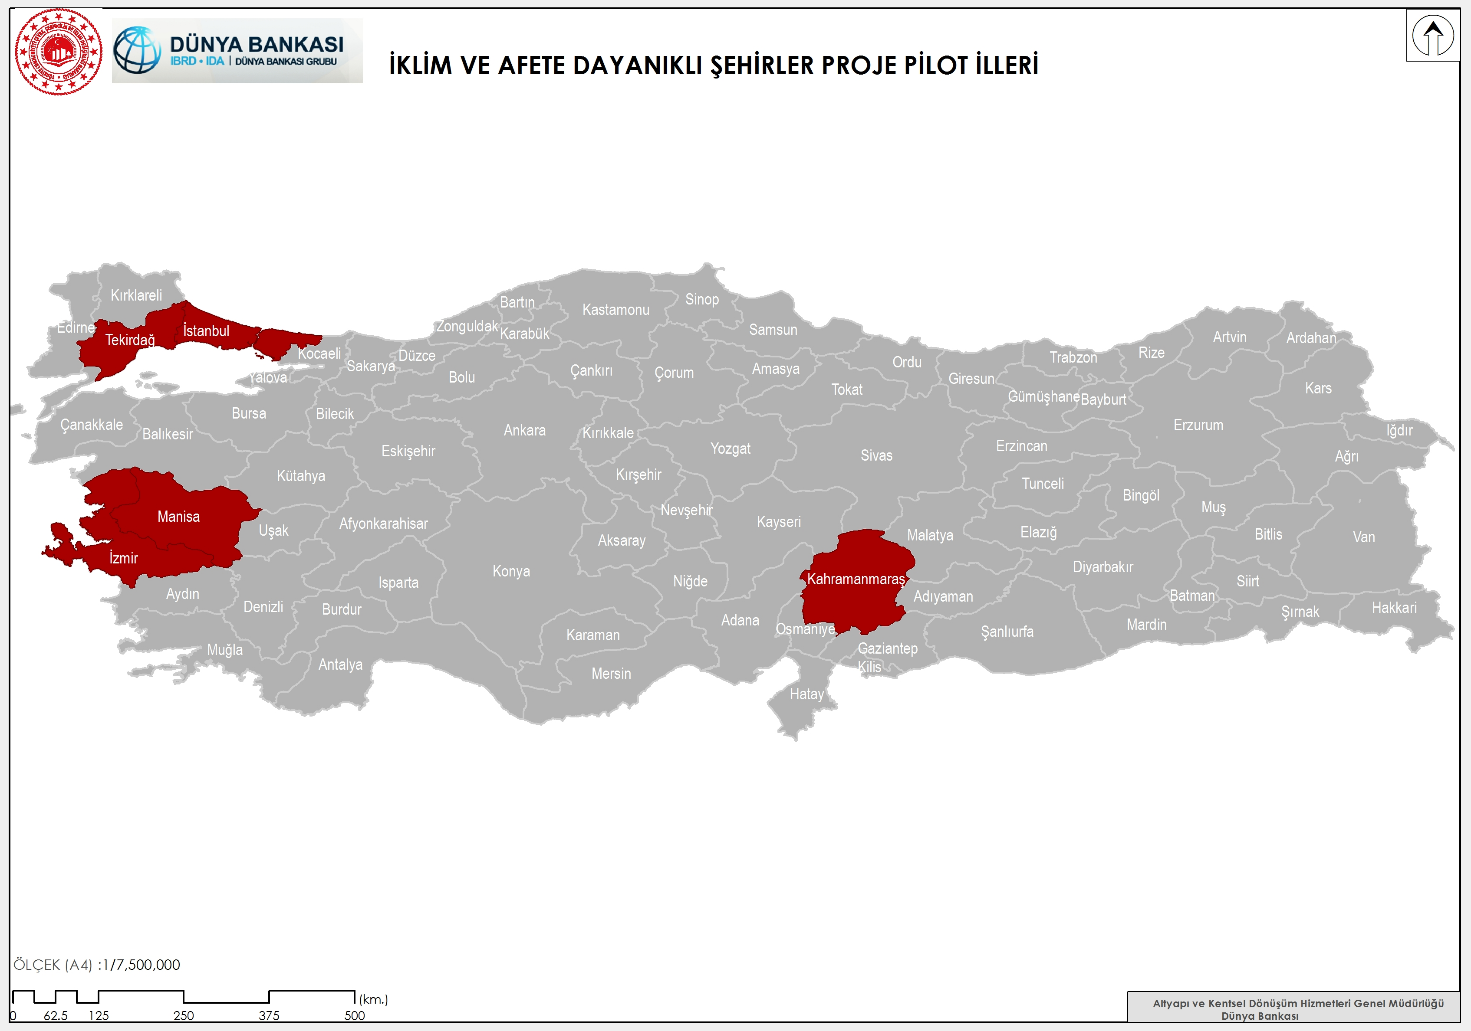 DÜNYA BANKASI
IBRD • IDA | DÜNYA BANKASI GRUBU
İKLİM VE AFETE DAYANIKLI ŞEHİRLER PROJE PİLOT İLLERİ
Kırklareli
Edirne
Tekirdağ
İstanbul
Kocaeli
Yalova
Sakarya
Düzce
Zonguldak
Bartın
Karabük
Kastamonu
Sinop
Samsun
Bolu
Çankırı
Çorum
Amasya
Tokat
Ordu
Giresun
Trabzon
Rize
Artvin
Ardahan
Kars
Gümüşhane
Bayburt
Erzurum
Iğdır
Ağrı
Çanakkale
Balıkesir
Bursa
Bilecik
Eskişehir
Ankara
Kırıkkale
Yozgat
Sivas
Erzincan
Kütahya
Kırşehir
Tunceli
Bingöl
Muş
Manisa
Uşak
Afyonkarahisar
Nevşehir
Kayseri
Malatya
Elazığ
Bitlis
Van
İzmir
Aksaray
Konya
Isparta
Niğde
Kahramanmaraş
Adıyaman
Diyarbakır
Batman
Siirt
Şırnak
Hakkari
Aydın
Denizli
Burdur
Karaman
Adana
Osmaniye
Gaziantep
Kilis
Şanlıurfa
Mardin
Muğla
Antalya
Mersin
Hatay
ÖLÇEK (A4) :1/7,500,000
0 62.5 125 250 375 500 (km.)
Altyapı ve Kentsel Dönüşüm Hizmetleri Genel Müdürlüğü
Dünya Bankası